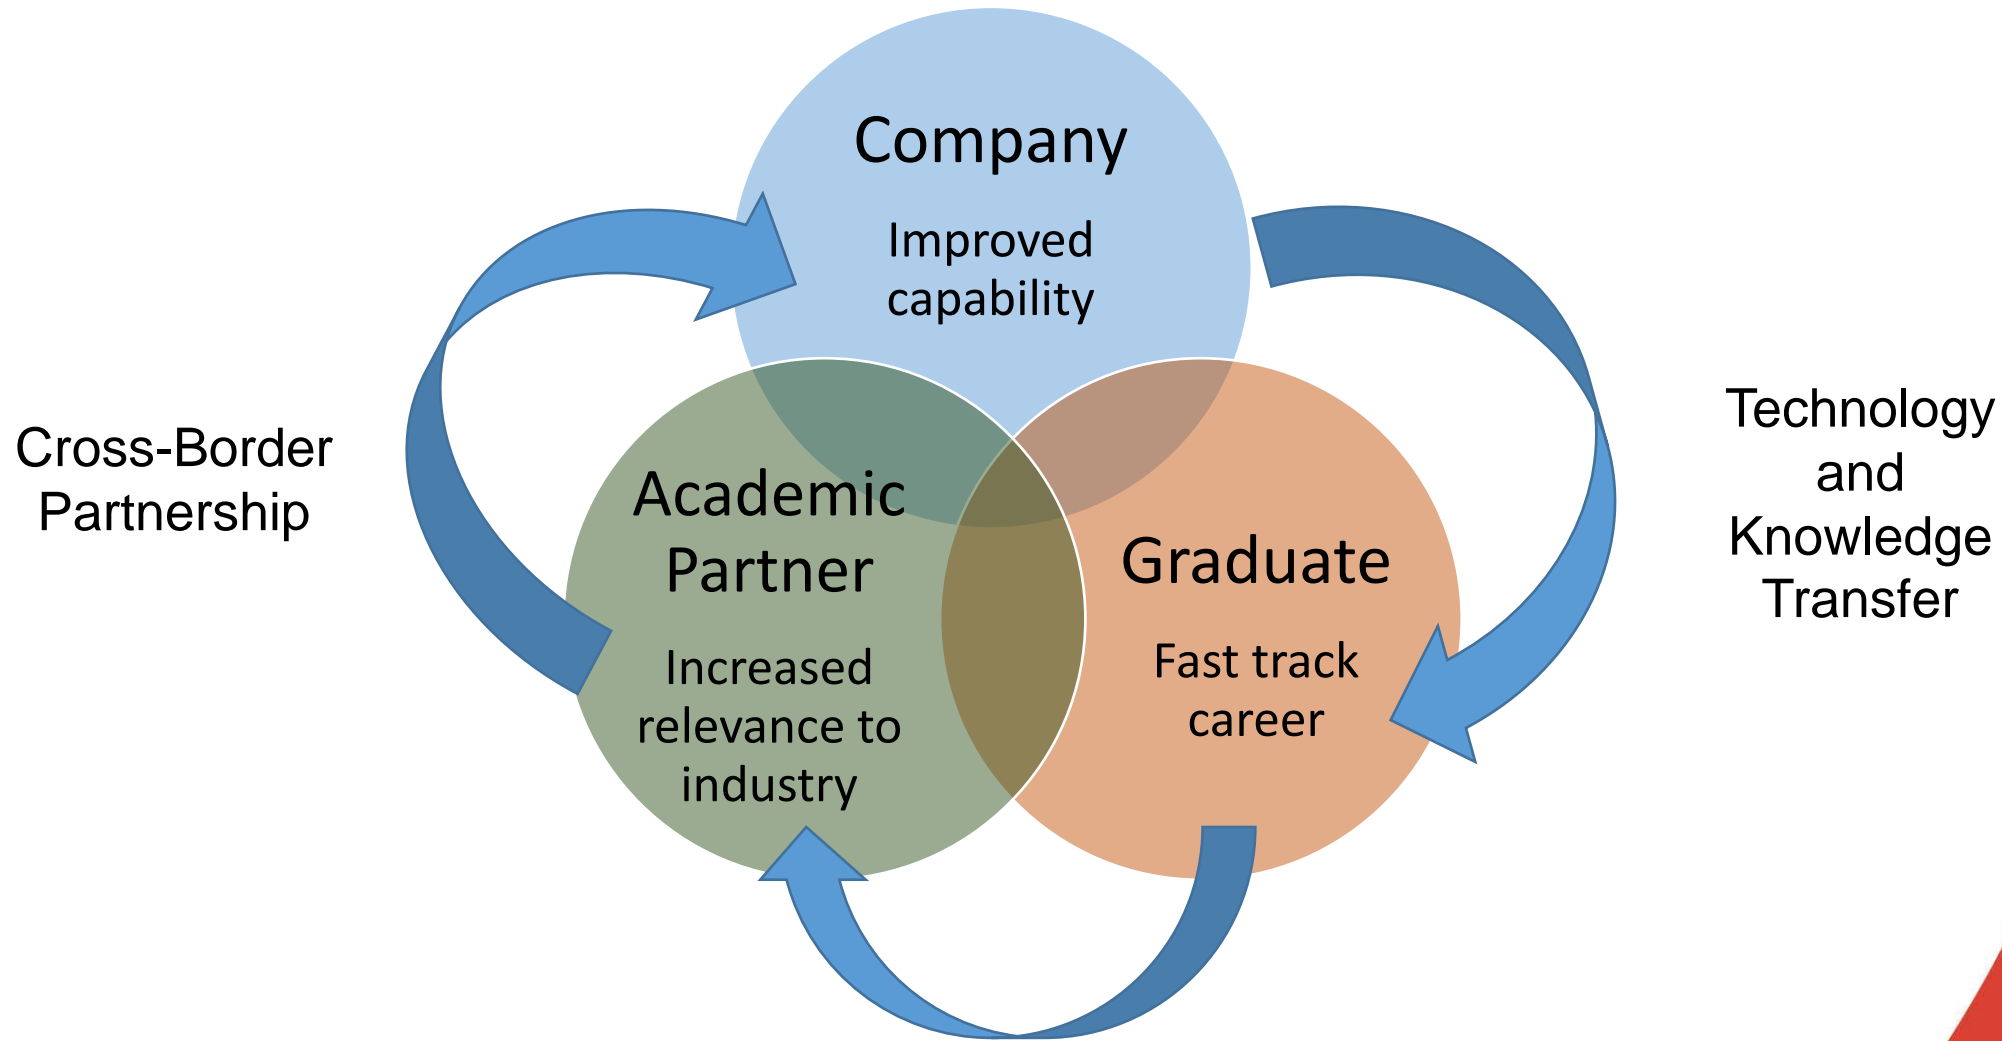 Company
Improved
capability
Cross-Border
Partnership
Technology
and
Knowledge
Transfer
Academic
Partner
Increased
relevance to
industry
Graduate
Fast track
career